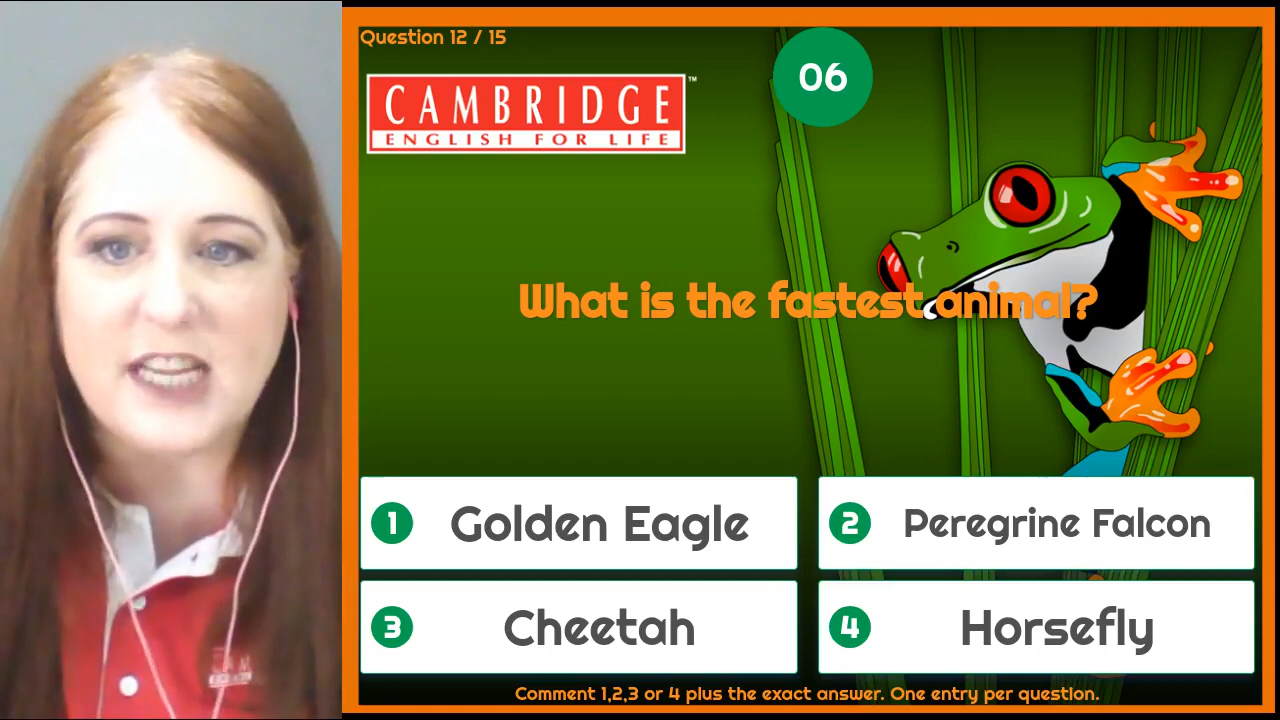 Question 12 / 15
06
CAMBRIDGE™
ENGLISH FOR LIFE
What is the fastest animal?
1 Golden Eagle
2 Peregrine Falcon
3 Cheetah
4 Horsefly
Comment 1,2,3 or 4 plus the exact answer. One entry per question.